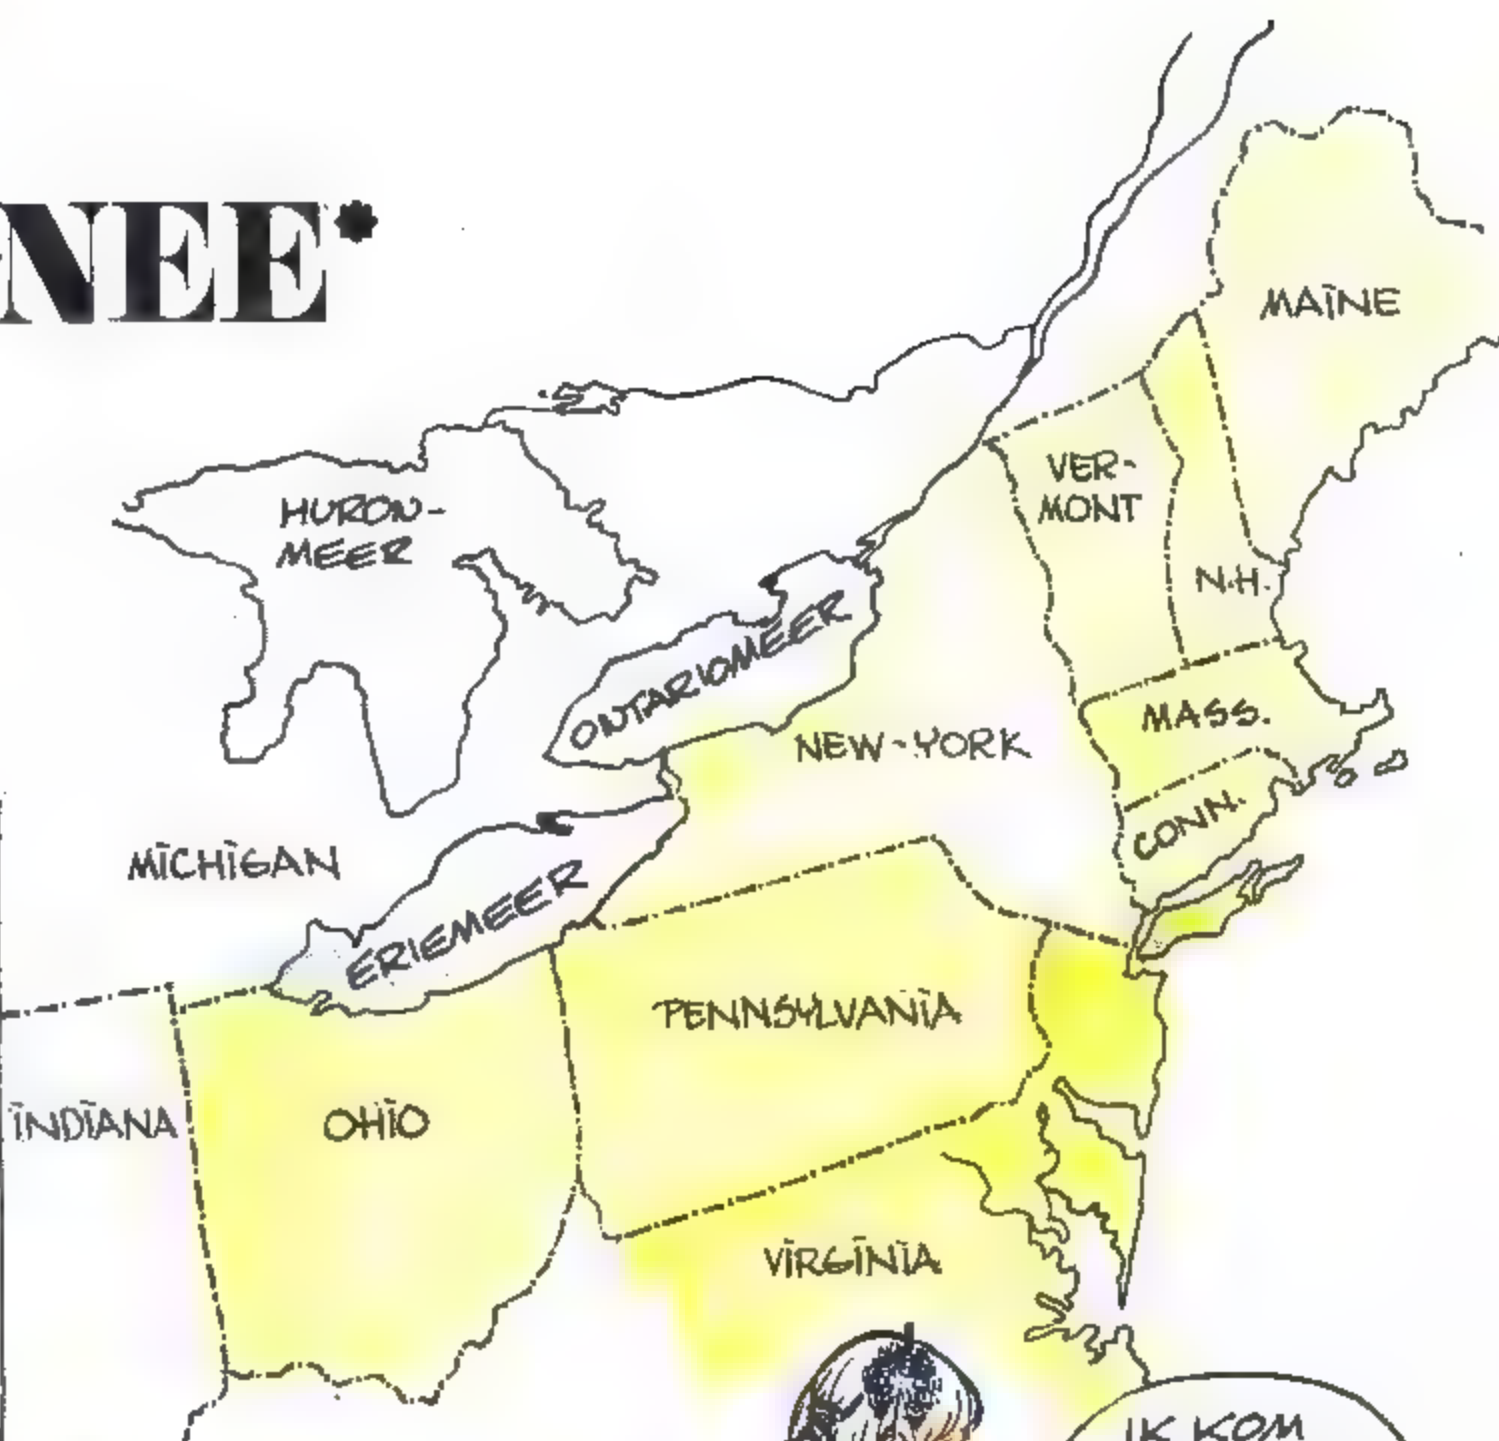 NEE*
MAINE
VER-
MONT
HURON-
MEER
N.H.
ONTARIOMEER
MASS.
NEW-YORK
CONN.
MICHIGAN
ERIEMEER
PENNSYLVANIA
INDIANA
OHIO
VIRGINIA
IK KOM